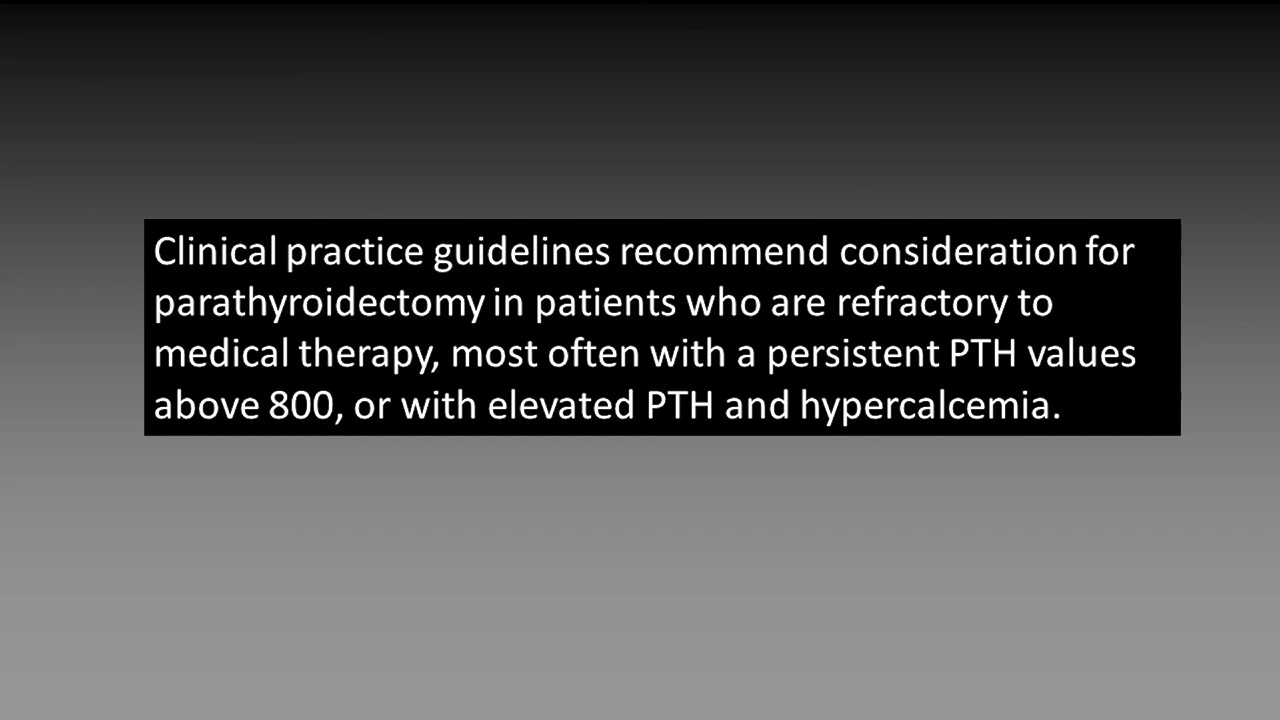 Clinical practice guidelines recommend consideration for
parathyroidectomy in patients who are refractory to
medical therapy, most often with a persistent PTH values
above 800, or with elevated PTH and hypercalcemia.